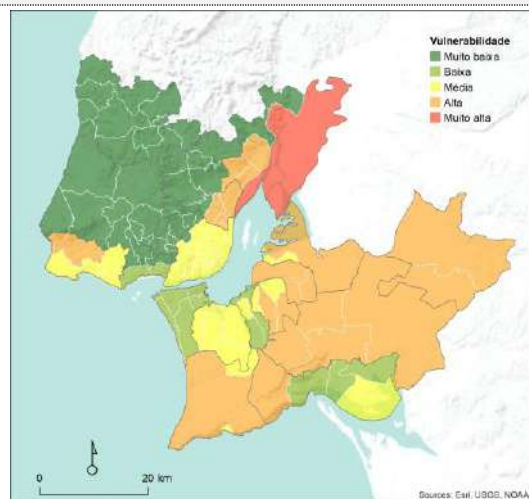 Vulnerabilidade
Muito baixa
Baixa
Média
Alta
Muito alta
0 20 km
Sources: Esri, USGS, NOAA